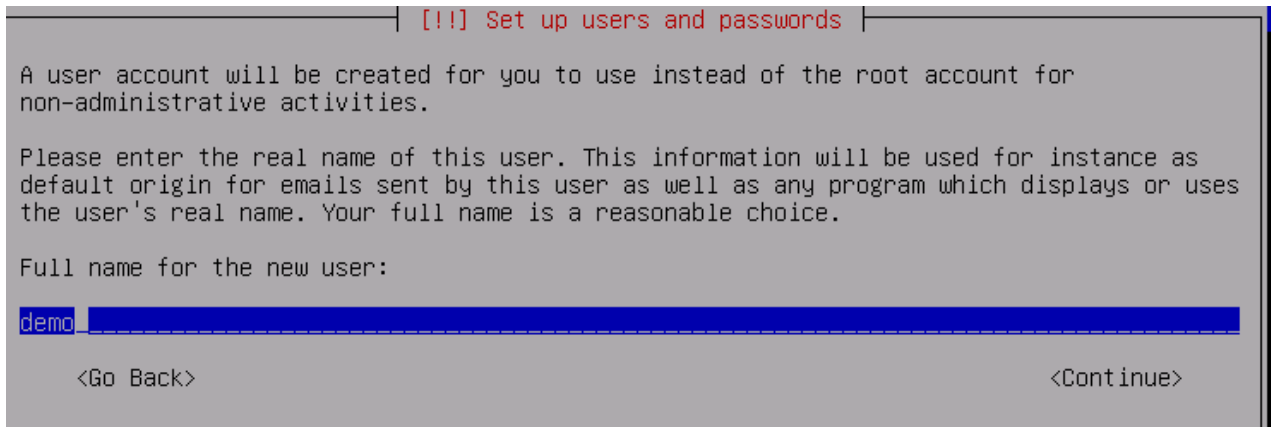 [!!] Set up users and passwords
A user account will be created for you to use instead of the root account for
non-administrative activities.
Please enter the real name of this user. This information will be used for instance as
default origin for emails sent by this user as well as any program which displays or uses
the user's real name. Your full name is a reasonable choice.
Full name for the new user:
demo
<Go Back> <Continue>